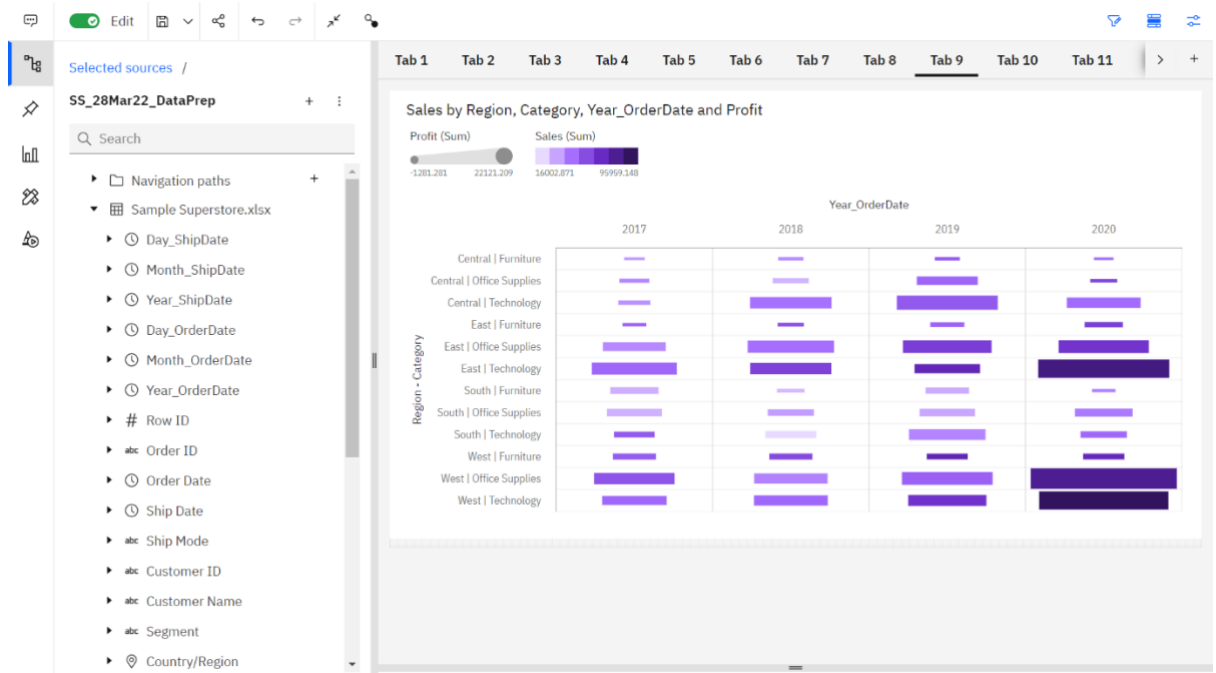 Edit
Selected sources /
SS_28Mar22_DataPrep
Search
Navigation paths
Sample Superstore.xlsx
Day_ShipDate
Month_ShipDate
Year_ShipDate
Day_OrderDate
Month_OrderDate
Year_OrderDate
# Row ID
abc Order ID
Order Date
Ship Date
abc Ship Mode
abc Customer ID
abc Customer Name
abc Segment
Country/Region
Tab 1 Tab 2 Tab 3 Tab 4 Tab 5 Tab 6 Tab 7 Tab 8 Tab 9 Tab 10 Tab 11
Sales by Region, Category, Year_OrderDate and Profit
Profit (Sum) Sales (Sum)
-1281.281 22121.209 16002.871 95959.148
Year_OrderDate
2017 2018 2019 2020
Region - Category
Central | Furniture
Central | Office Supplies
Central | Technology
East | Furniture
East | Office Supplies
East | Technology
South | Furniture
South | Office Supplies
South | Technology
West | Furniture
West | Office Supplies
West | Technology